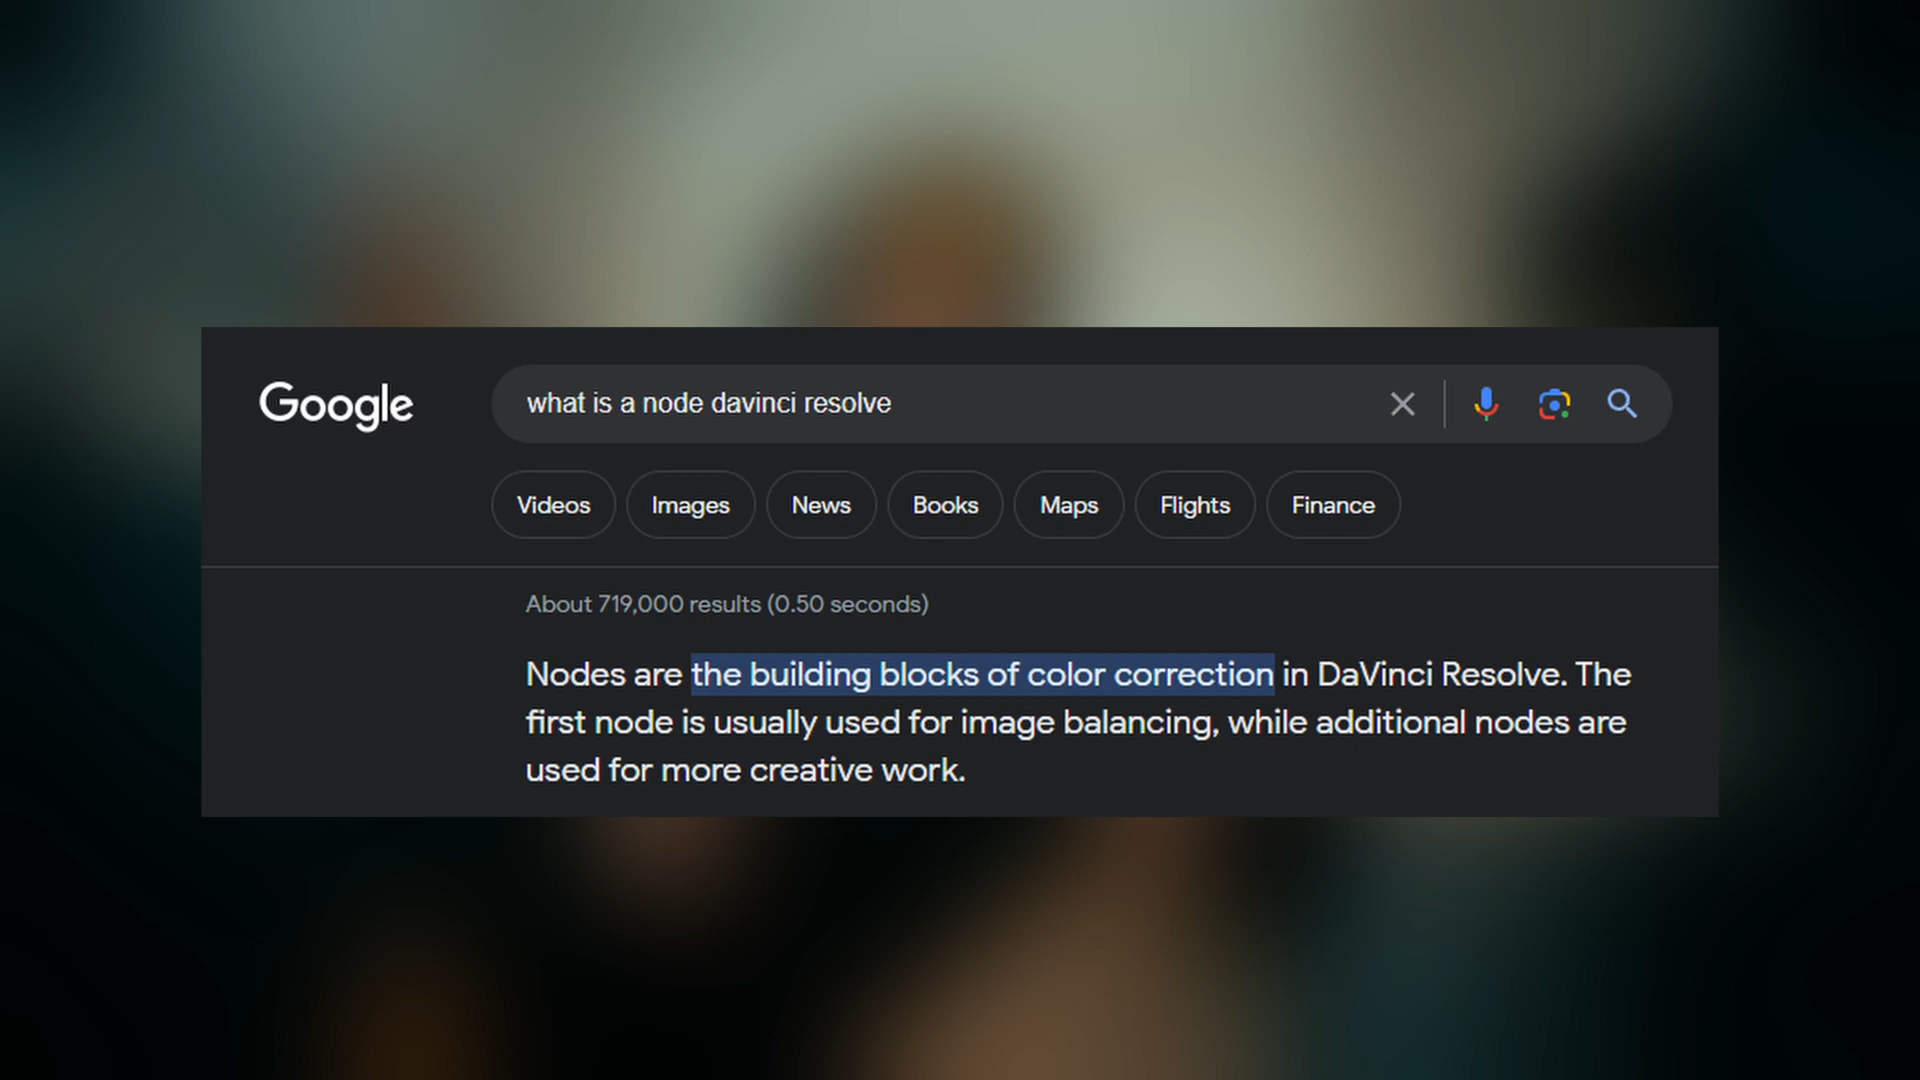 Google
what is a node davinci resolve
Videos Images News Books Maps Flights Finance
About 719,000 results (0.50 seconds)
Nodes are the building blocks of color correction in DaVinci Resolve. The
first node is usually used for image balancing, while additional nodes are
used for more creative work.